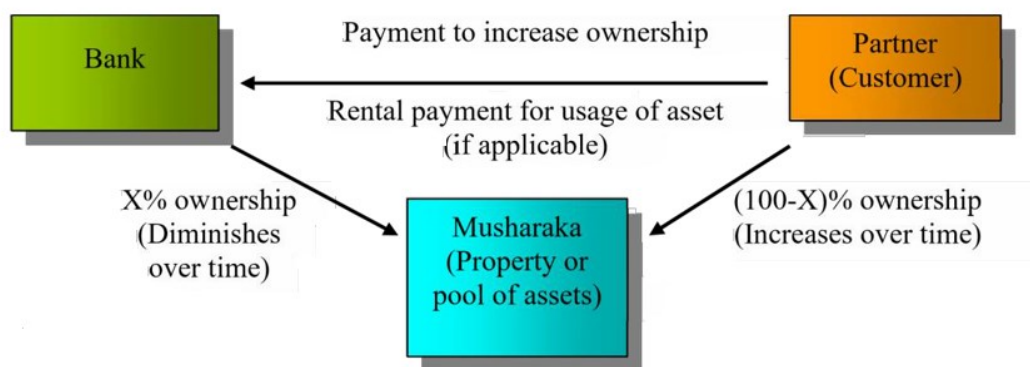 Bank
Payment to increase ownership
Partner
(Customer)
Rental payment for usage of asset
(if applicable)
X% ownership
(Diminishes
over time)
Musharaka
(Property or
pool of assets)
(100-X)% ownership
(Increases over time)